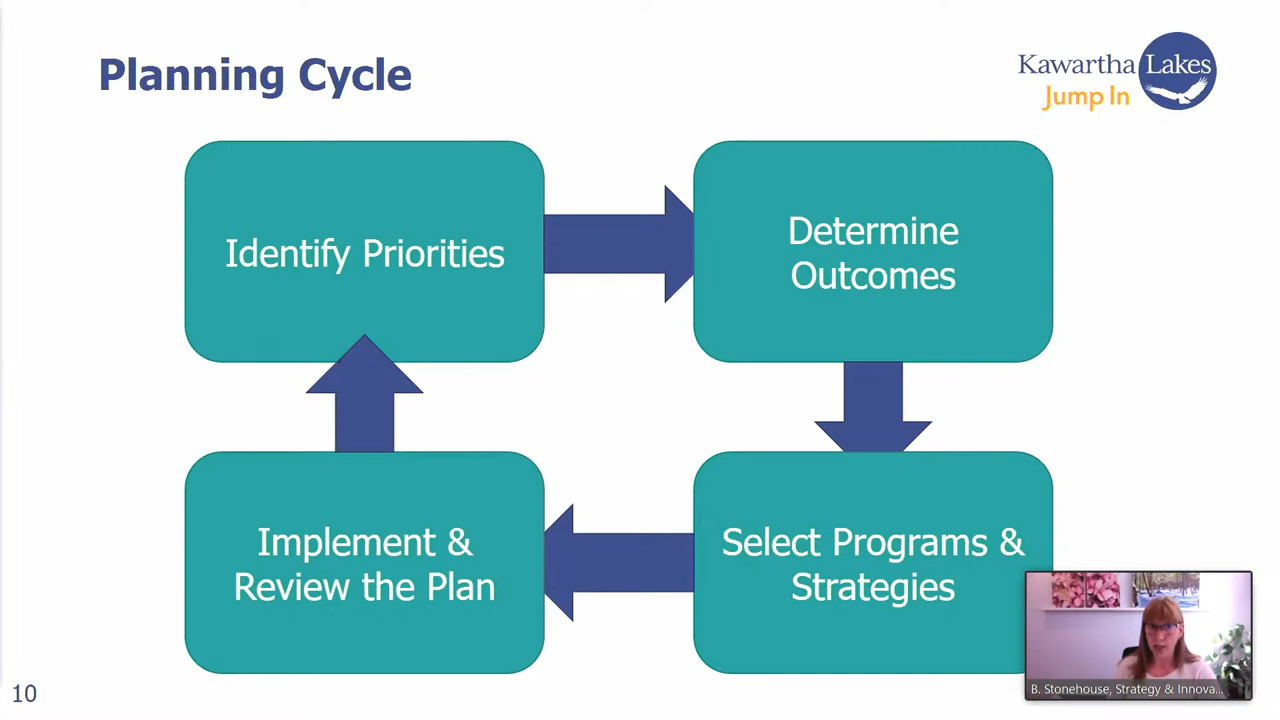 Planning Cycle
Kawartha Lakes
Jump In
Identify Priorities
Determine
Outcomes
Implement &
Review the Plan
Select Programs &
Strategies
B. Stonehouse, Strategy & Innova...
10